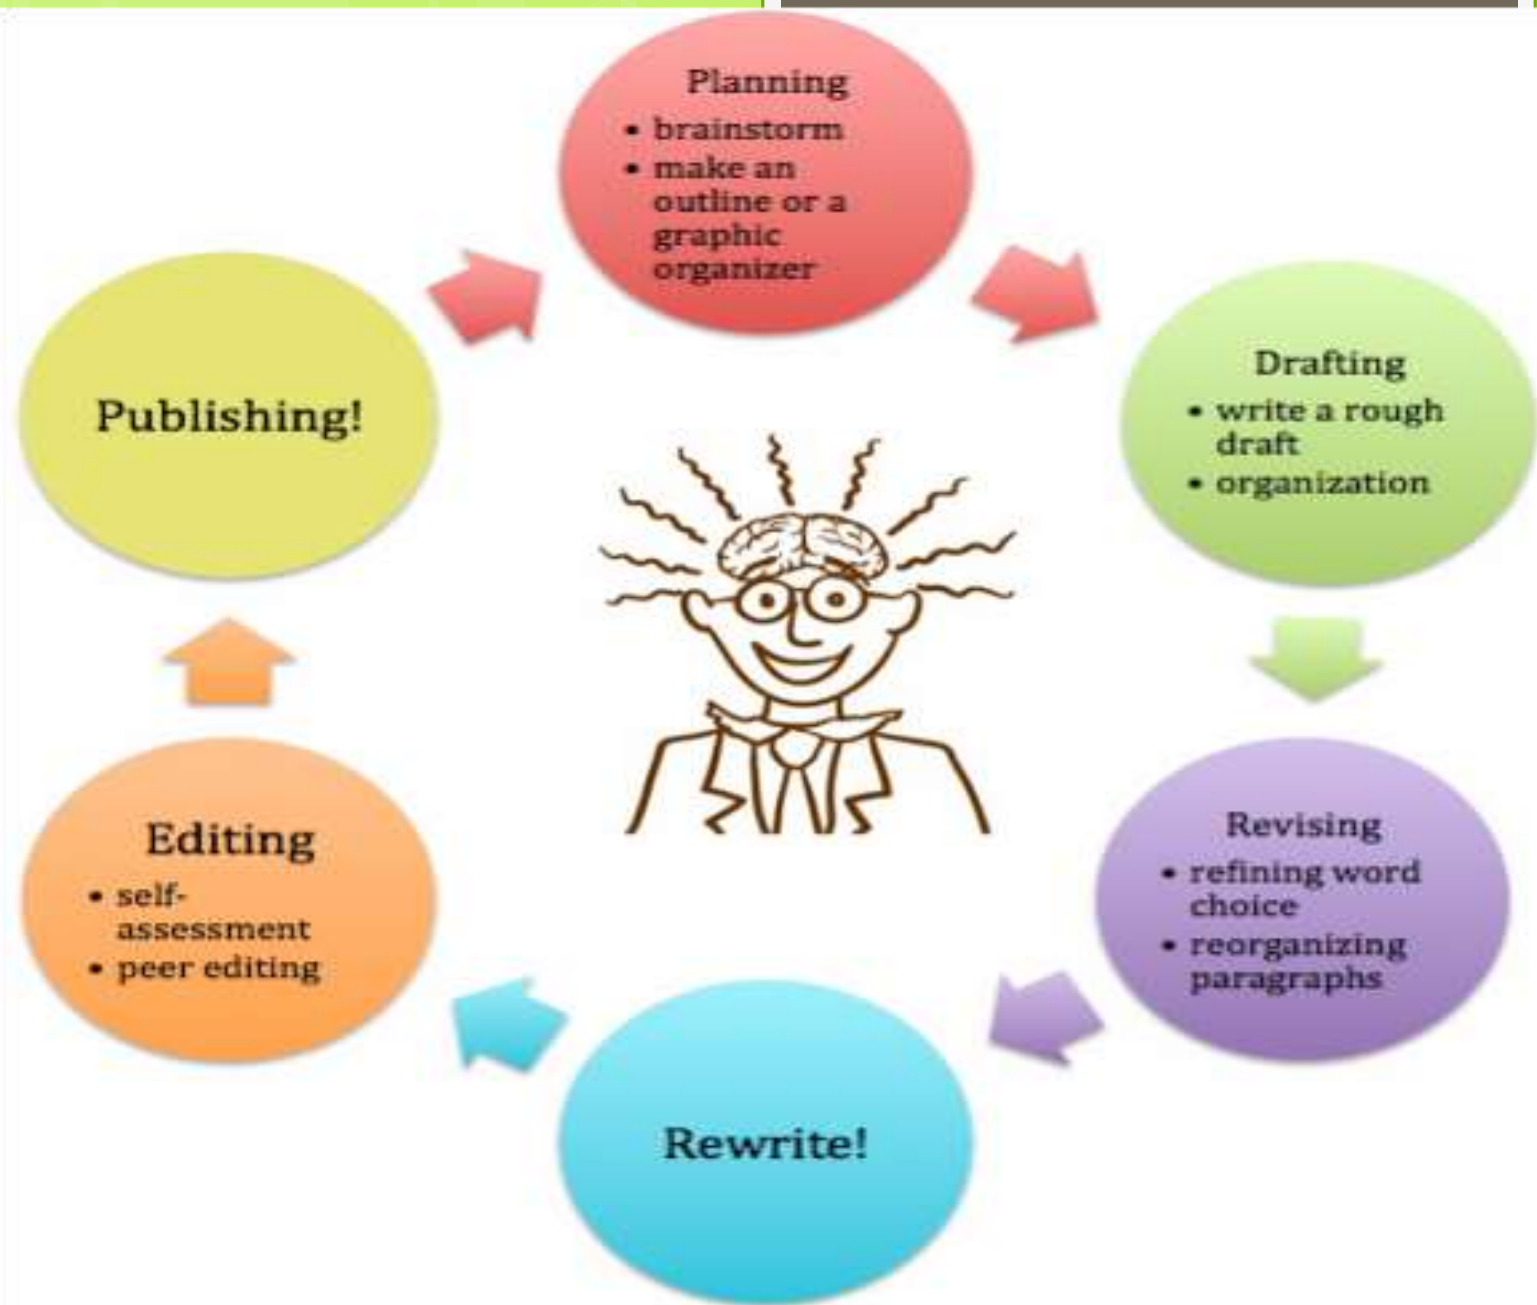 Planning
• brainstorm
• make an
outline or a
graphic
organizer
Drafting
• write a rough
draft
• organization
Revising
• refining word
choice
• reorganizing
paragraphs
Rewrite!
Editing
• self-
assessment
• peer editing
Publishing!